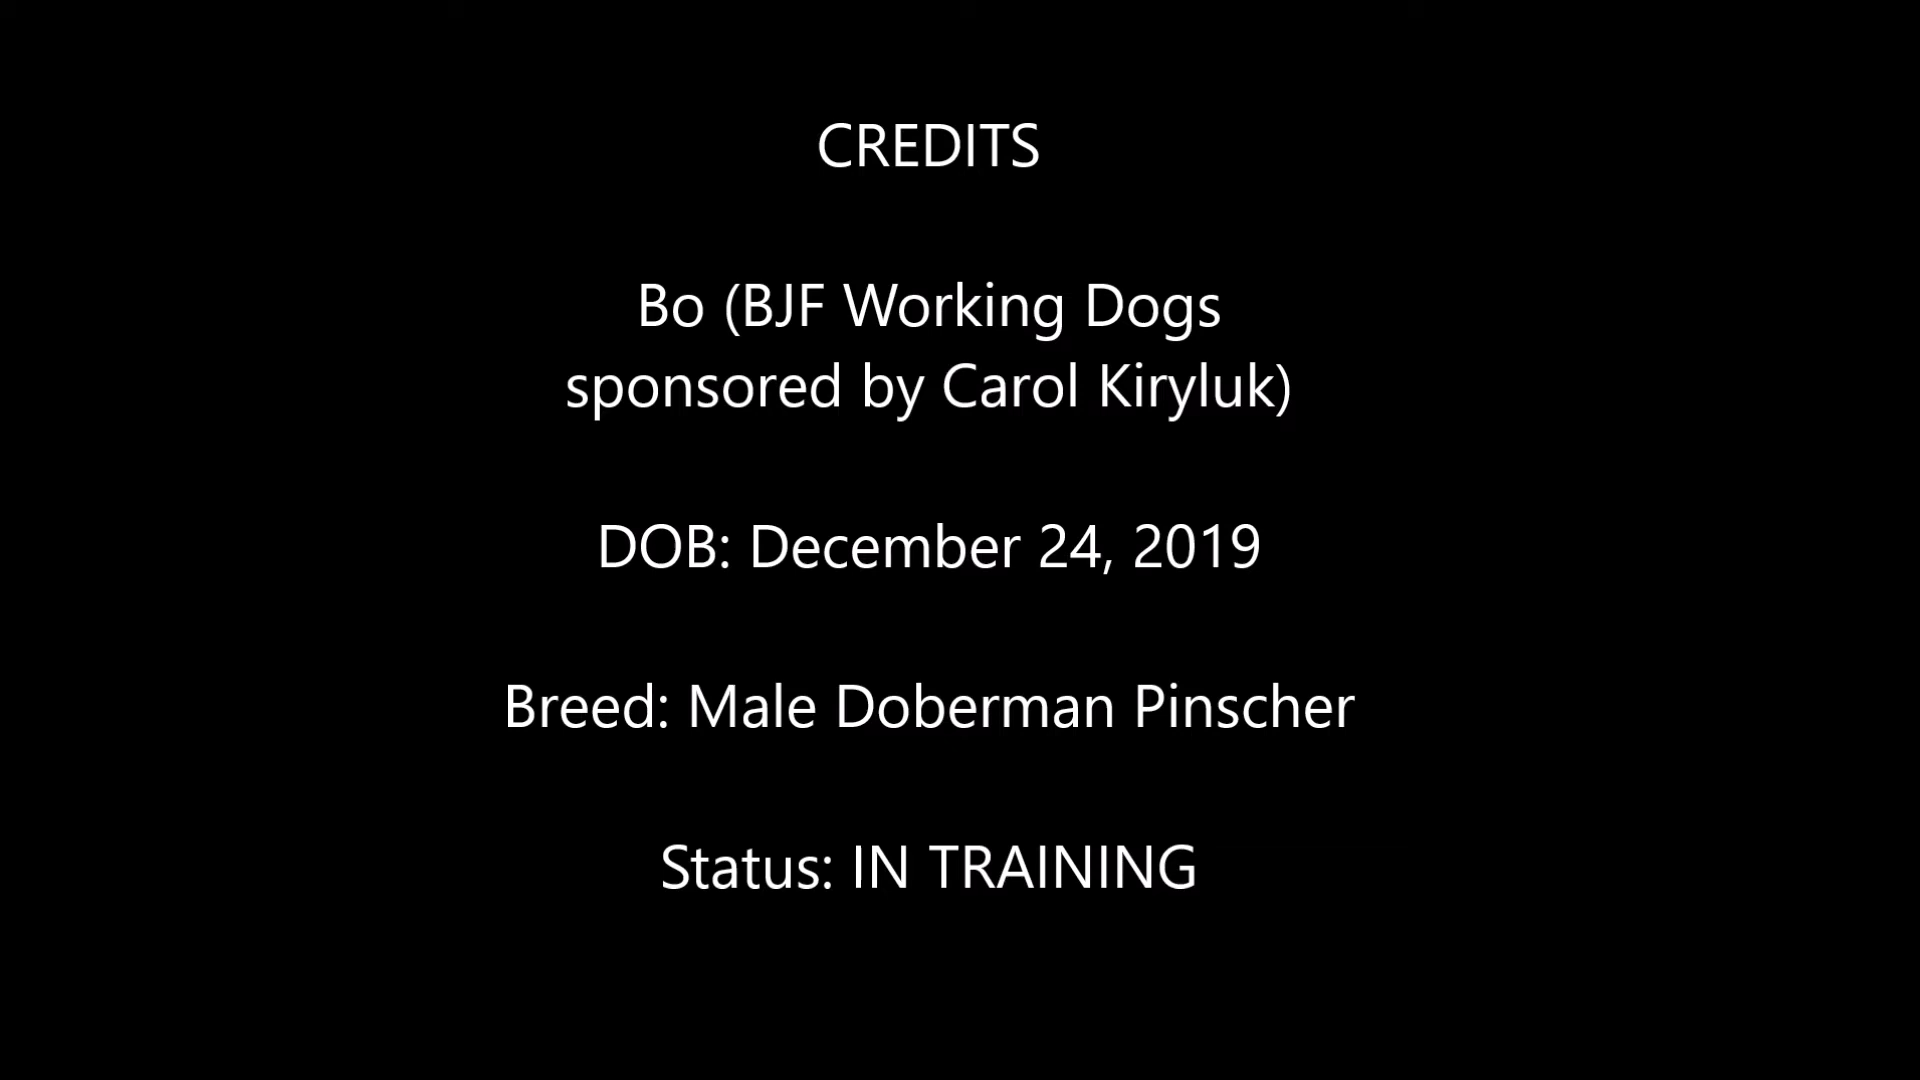 CREDITS
Bo (BJF Working Dogs
sponsored by Carol Kiryluk)
DOB: December 24, 2019
Breed: Male Doberman Pinscher
Status: IN TRAINING